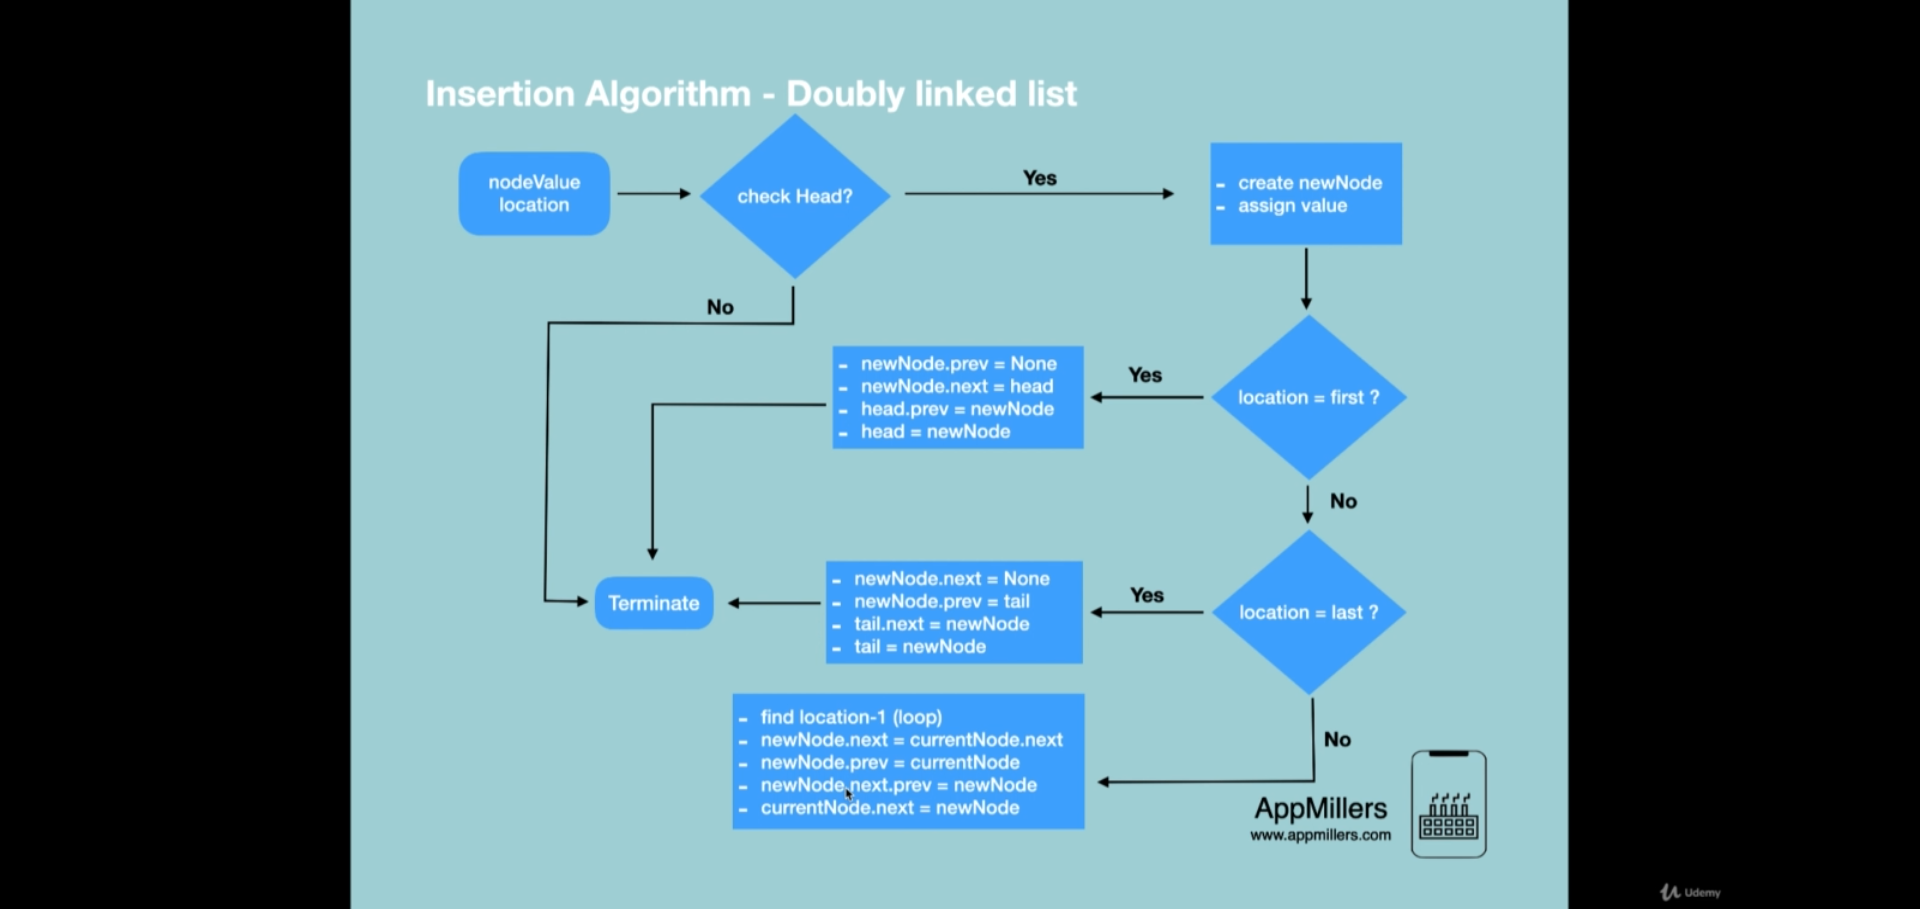 Insertion Algorithm - Doubly linked list
nodeValue
location
check Head?
Yes
- create newNode
- assign value
No
- newNode.prev = None
- newNode.next = head
- head.prev = newNode
- head = newNode
Yes
location = first ?
No
Terminate
- newNode.next = None
- newNode.prev = tail
- tail.next = newNode
- tail = newNode
Yes
location = last ?
- find location-1 (loop)
- newNode.next = currentNode.next
- newNode.prev = currentNode
- newNode.next.prev = newNode
- currentNode.next = newNode
No
AppMillers
www.appmillers.com
Udemy